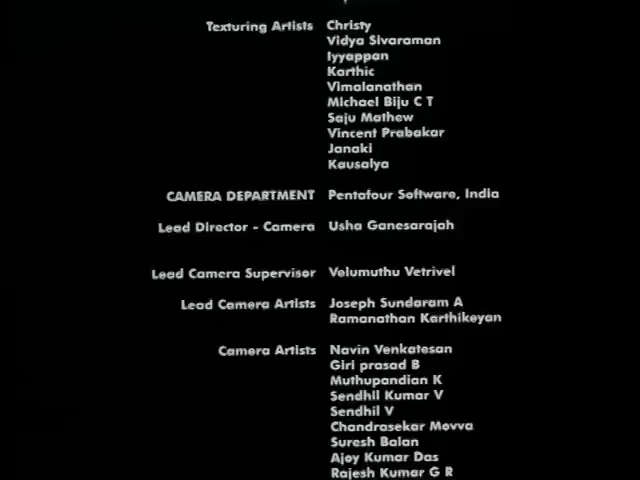 Texturing Artists Christy
Vidya Sivaraman
Iyyappan
Karthic
Vimalanathan
Michael Biju C T
Saju Mathew
Vincent Prabakar
Janaki
Kausalya
CAMERA DEPARTMENT Pentafour Software, India
Lead Director - Camera Usha Ganesarajah
Lead Camera Supervisor Velumuthu Vetrivel
Lead Camera Artists Joseph Sundaram A
Ramanathan Karthikeyan
Camera Artists Navin Venkatesan
Giri prasad B
Muthupandian K
Sendhil Kumar V
Sendhil V
Chandrasekar Movva
Suresh Balan
Ajoy Kumar Das
Rajesh Kumar G R